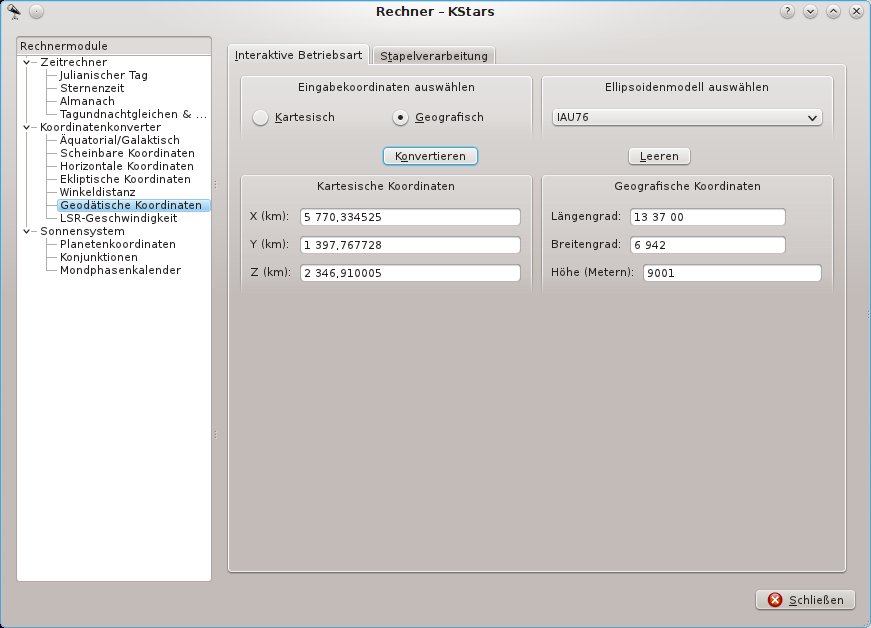 Rechner – KStars
Rechnermodule
Zeitrechner
Julianischer Tag
Sternenzeit
Almanach
Tagundnachtgleichen & ...
Koordinatenkonverter
Äquatorial/Galaktisch
Scheinbare Koordinaten
Horizontale Koordinaten
Ekliptische Koordinaten
Winkeldistanz
Geodätische Koordinaten
LSR-Geschwindigkeit
Sonnensystem
Planetenkoordinaten
Konjunktionen
Mondphasenkalender
Interaktive Betriebsart
Stapelverarbeitung
Eingabekoordinaten auswählen
Kartesisch
Geografisch
Ellipsoidenmodell auswählen
IAU76
Konvertieren
Leeren
Kartesische Koordinaten
X (km): 5 770,334525
Y (km): 1 397,767728
Z (km): 2 346,910005
Geografische Koordinaten
Längengrad: 13 37 00
Breitengrad: 6 942
Höhe (Metern): 9001
Schließen